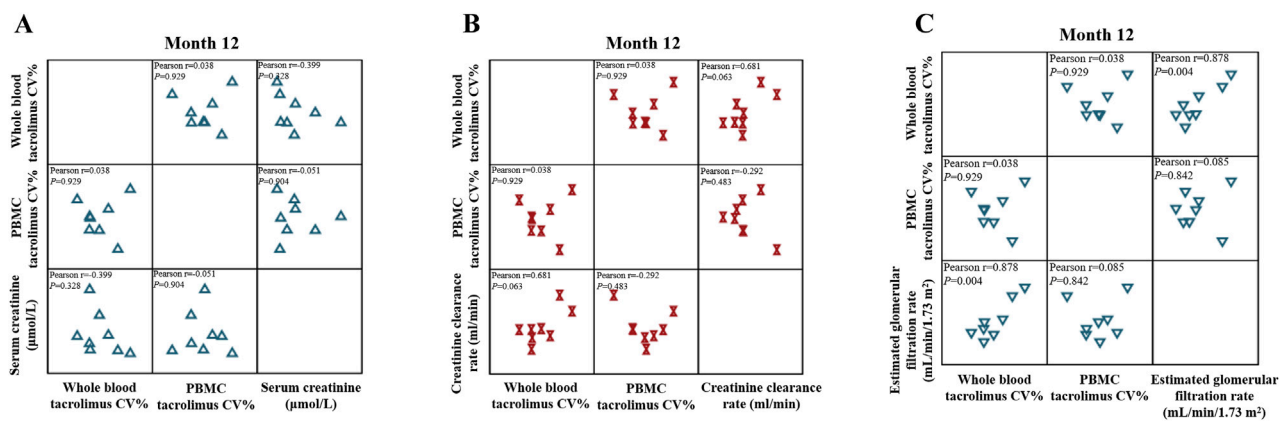 A
Month 12
Whole blood
tacrolimus CV%
Pearson r=0.038
P=0.929
Pearson r=-0.399
P=0.328
PBMC
tacrolimus CV%
Pearson r=0.038
P=0.929
Pearson r=-0.051
P=0.904
Serum creatinine
(µmol/L)
Pearson r=-0.399
P=0.328
Pearson r=-0.051
P=0.904
Whole blood
tacrolimus CV%
PBMC
tacrolimus CV%
Serum creatinine
(µmol/L)
B
Month 12
Whole blood
tacrolimus CV%
Pearson r=0.038
P=0.929
Pearson r=0.681
P=0.063
PBMC
tacrolimus CV%
Pearson r=0.038
P=0.929
Pearson r=-0.292
P=0.483
Creatinine clearance
rate (ml/min)
Pearson r=0.681
P=0.063
Pearson r=-0.292
P=0.483
Whole blood
tacrolimus CV%
PBMC
tacrolimus CV%
Creatinine clearance
rate (ml/min)
C
Month 12
Whole blood
tacrolimus CV%
Pearson r=0.038
P=0.929
Pearson r=0.878
P=0.004
PBMC
tacrolimus CV%
Pearson r=0.038
P=0.929
Pearson r=0.085
P=0.842
Estimated glomerular
filtration rate
(mL/min/1.73 m²)
Pearson r=0.878
P=0.004
Pearson r=0.085
P=0.842
Whole blood
tacrolimus CV%
PBMC
tacrolimus CV%
Estimated glomerular
filtration rate
(mL/min/1.73 m²)